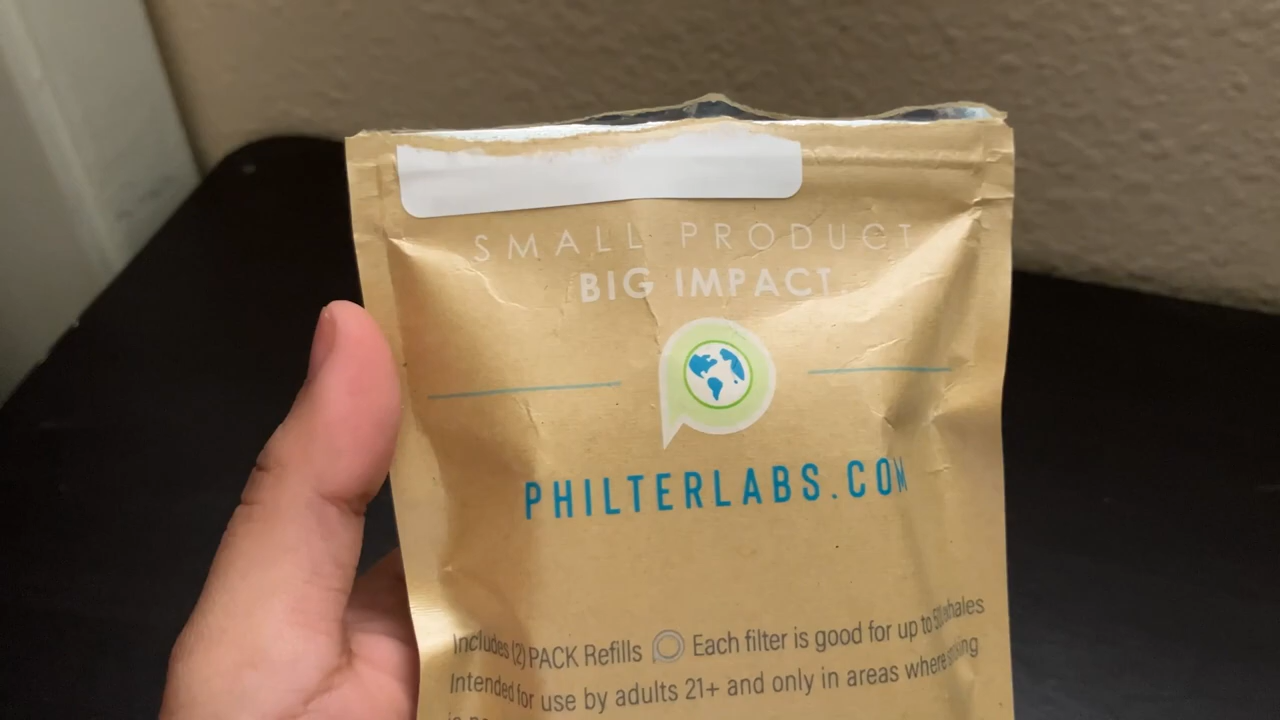 SMALL PRODUCT
BIG IMPACT
PHILTERLABS.COM
Includes (2) PACK Refills Each filter is good for up to
Intended for use by adults 21+ and only in areas where